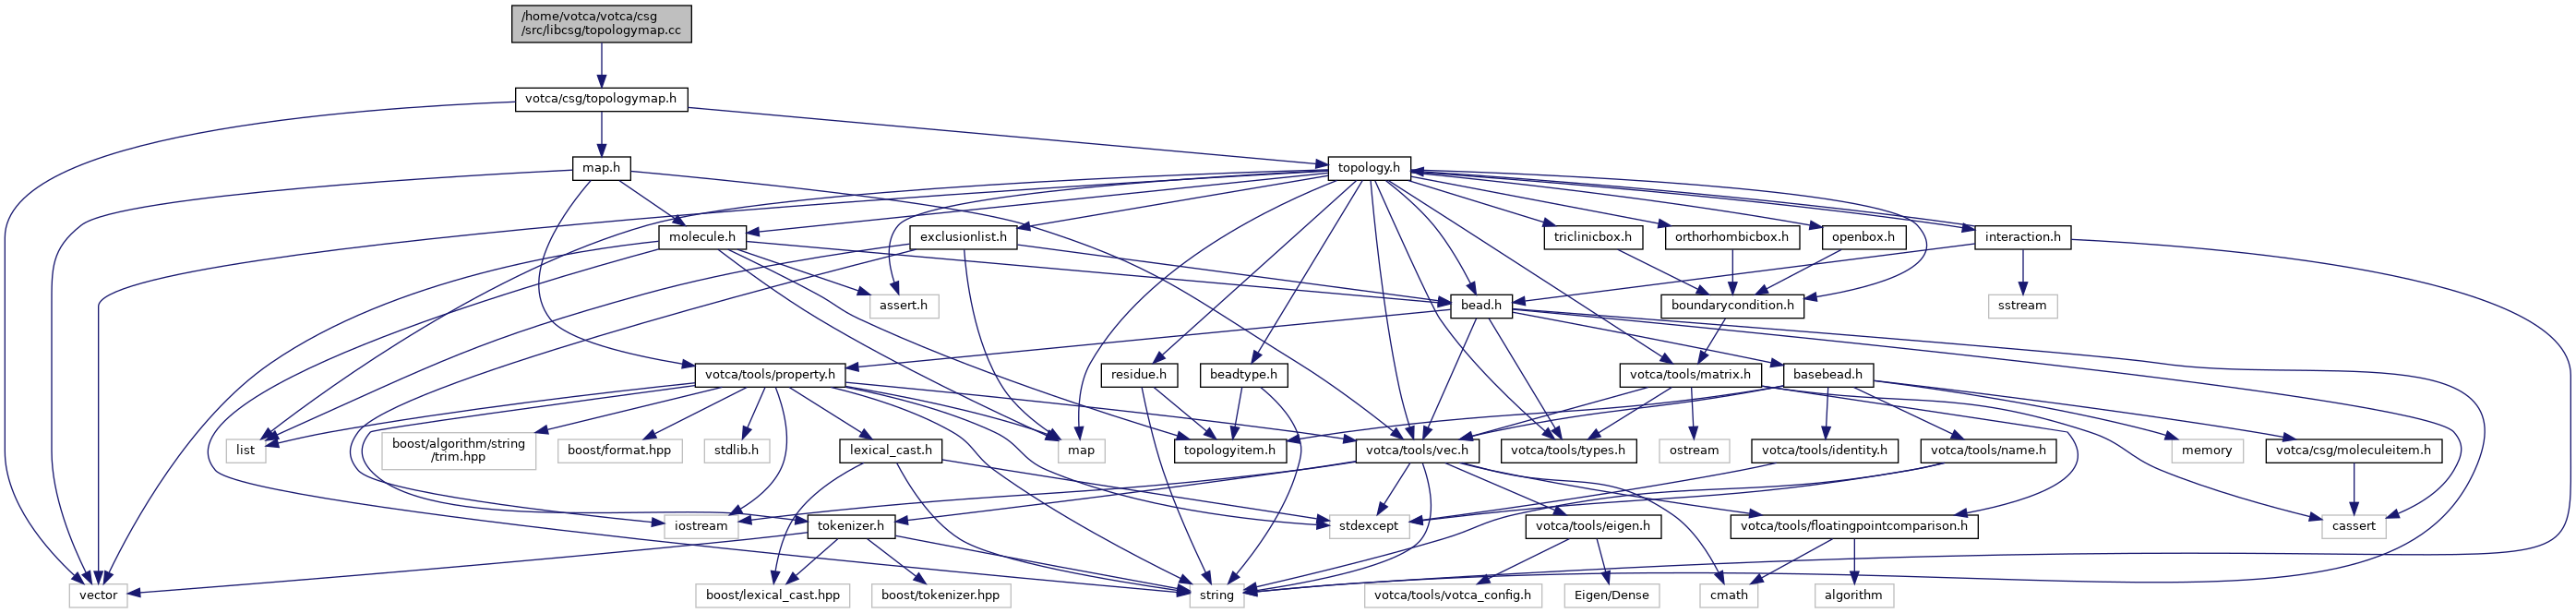 /home/votca/votca/csg
/src/libcsg/topologymap.cc
votca/csg/topologymap.h
map.h
topology.h
molecule.h
exclusionlist.h
triclinicbox.h
orthorhombicbox.h
openbox.h
interaction.h
assert.h
bead.h
boundarycondition.h
sstream
votca/tools/property.h
residue.h
beadtype.h
votca/tools/matrix.h
basebead.h
list
boost/algorithm/string
/trim.hpp
boost/format.hpp
stdlib.h
lexical_cast.h
map
topologyitem.h
votca/tools/vec.h
votca/tools/types.h
ostream
votca/tools/identity.h
votca/tools/name.h
memory
votca/csg/moleculeitem.h
iostream
tokenizer.h
stdexcept
votca/tools/eigen.h
votca/tools/floatingpointcomparison.h
cassert
vector
boost/lexical_cast.hpp
boost/tokenizer.hpp
string
votca/tools/votca_config.h
Eigen/Dense
cmath
algorithm